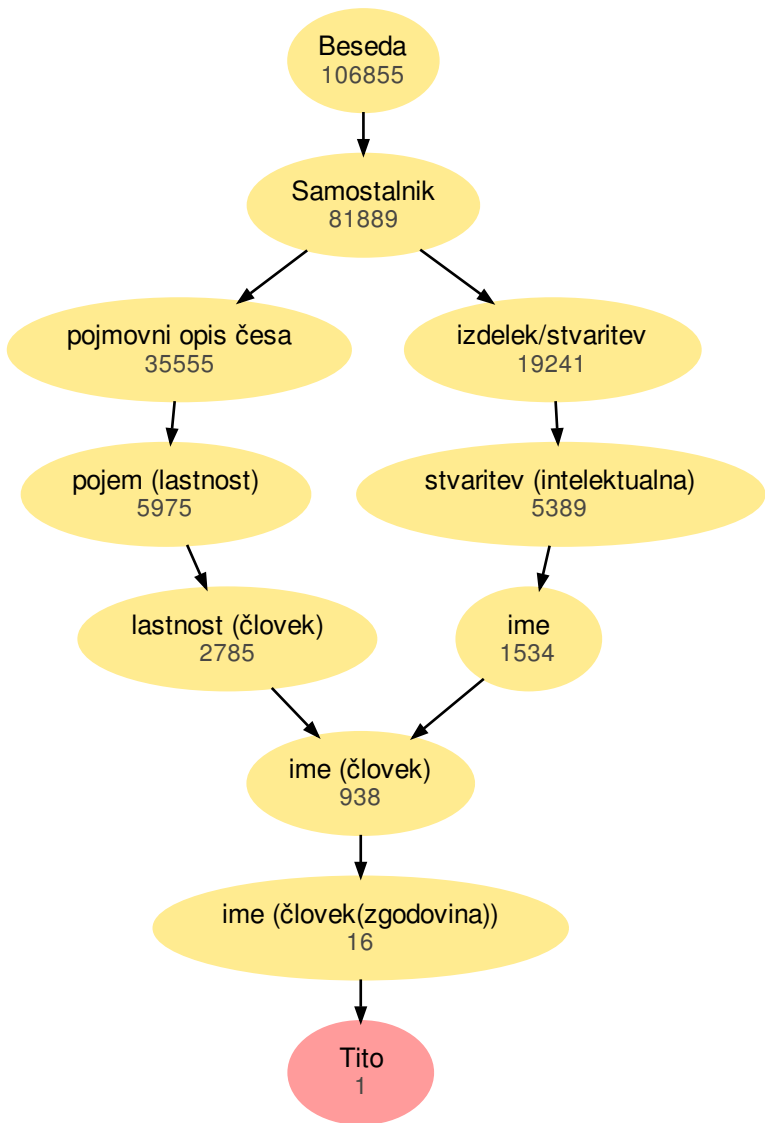 Beseda
106855
Samostalnik
81889
pojmovni opis česa
35555
izdelek/stvaritev
19241
pojem (lastnost)
5975
stvaritev (intelektualna)
5389
lastnost (človek)
2785
ime
1534
ime (človek)
938
ime (človek(zgodovina))
16
Tito
1